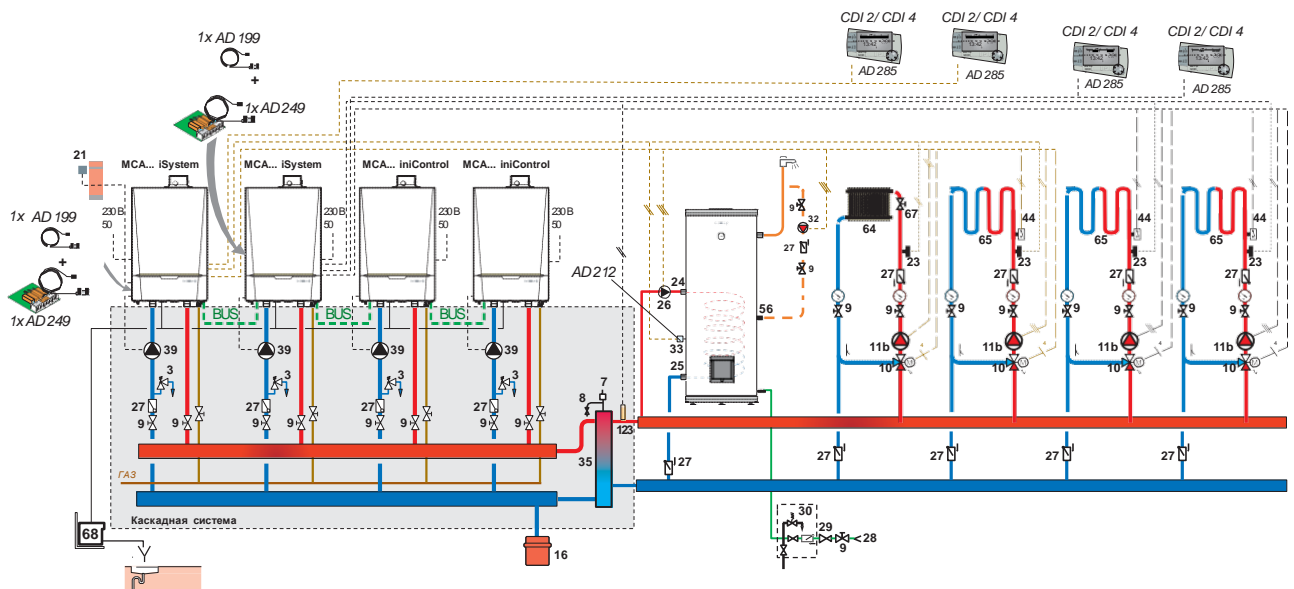 CDI 2/ CDI 4
CDI 2/ CDI 4
CDI 2/ CDI 4
CDI 2/ CDI 4
AD 285
AD 285
AD 285
AD 285
1x AD 199
+
1x AD 249
21
MCA... iSystem
MCA... iSystem
MCA... iniControl
MCA... iniControl
230 В
50
230 В
50
230 В
50
230 В
50
1x AD 199
+
1x AD 249
BUS
BUS
BUS
39
39
39
39
3
3
3
3
27
27
27
27
9
9
9
9
9
9
9
9
7
8
123
35
ГАЗ
Каскадная система
68
16
AD 212
24
26
33
25
56
9
32
27
9
64
67
65
65
65
44
44
44
23
23
23
23
27
27
27
27
9
9
9
9
9
9
9
9
11b
11b
11b
11b
10
10
10
10
M
M
M
M
27
27
27
27
27
30
29
9
28